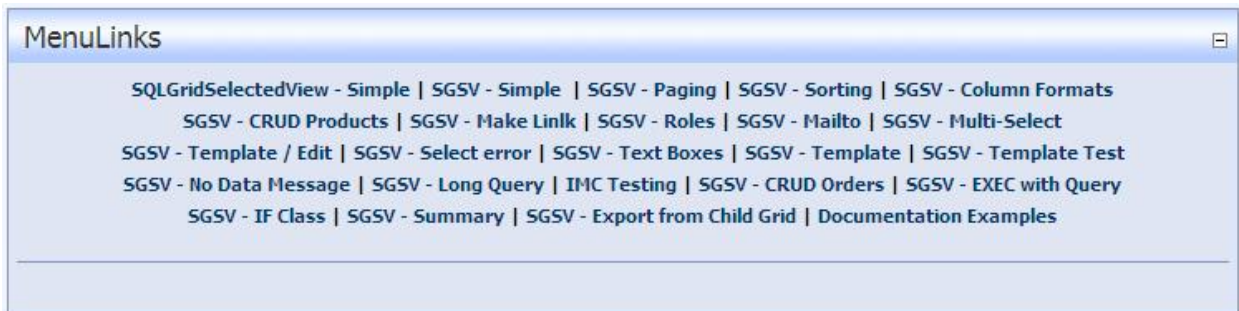 MenuLinks
SQLGridSelectedView - Simple | SGSV - Simple | SGSV - Paging | SGSV - Sorting | SGSV - Column Formats
SGSV - CRUD Products | SGSV - Make Linlk | SGSV - Roles | SGSV - Mailto | SGSV - Multi-Select
SGSV - Template / Edit | SGSV - Select error | SGSV - Text Boxes | SGSV - Template | SGSV - Template Test
SGSV - No Data Message | SGSV - Long Query | IMC Testing | SGSV - CRUD Orders | SGSV - EXEC with Query
SGSV - IF Class | SGSV - Summary | SGSV - Export from Child Grid | Documentation Examples